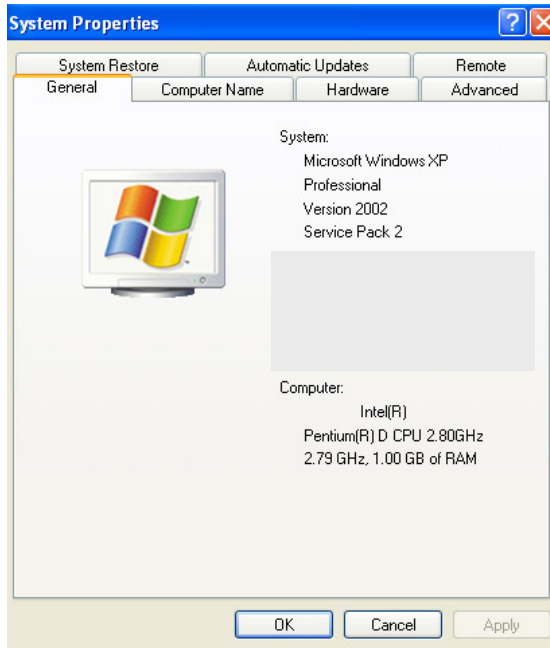 System Properties
System Restore
Automatic Updates
Remote
General
Computer Name
Hardware
Advanced
System:
Microsoft Windows XP
Professional
Version 2002
Service Pack 2
Computer:
Intel(R)
Pentium(R) D CPU 2.80GHz
2.79 GHz, 1.00 GB of RAM
OK
Cancel
Apply